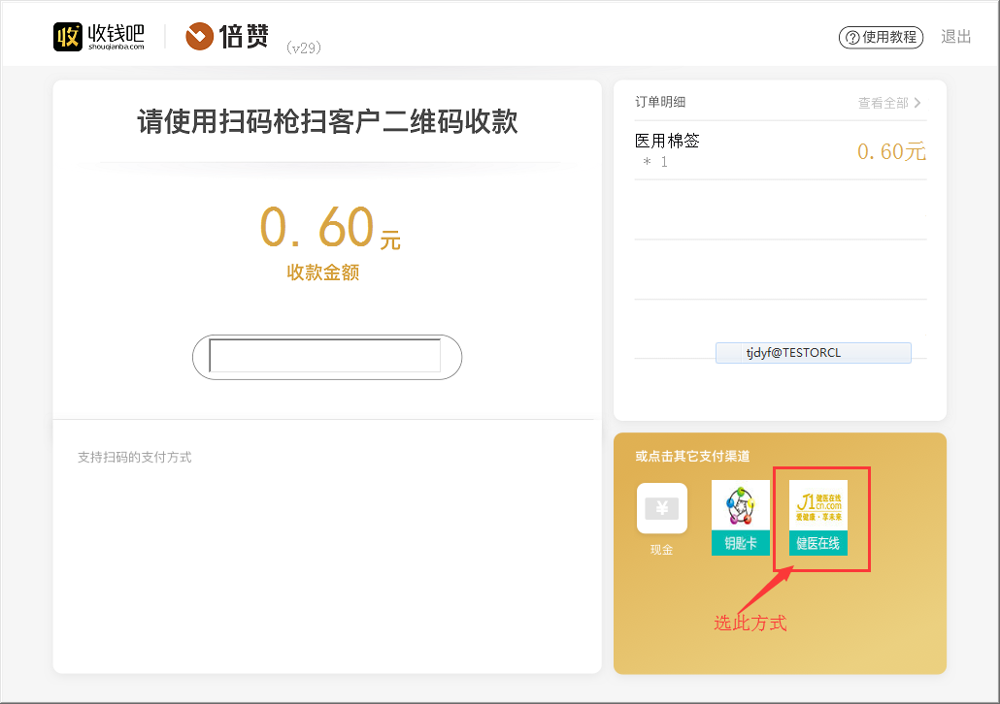 收钱吧
shouqianba.com
倍赞
(v29)
使用教程
退出
请使用扫码枪扫客户二维码收款
0.60元
收款金额
支持扫码的支付方式
订单明细
查看全部
医用棉签
0.60元
* 1
tjdyf@TESTORCL
或点击其它支付渠道
¥
现金
钥匙卡
J1
健医在线
cn.com
爱健康·享未来
健医在线
选此方式